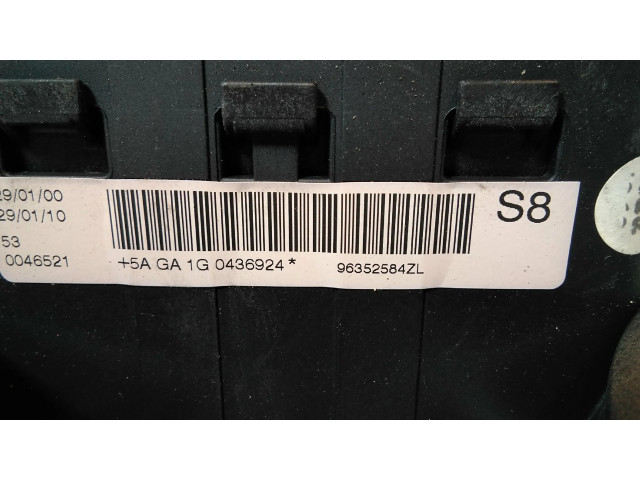 29/01/00
29/01/10
53
0046521
S8
+5A GA 1G 0436924*
96352584ZL